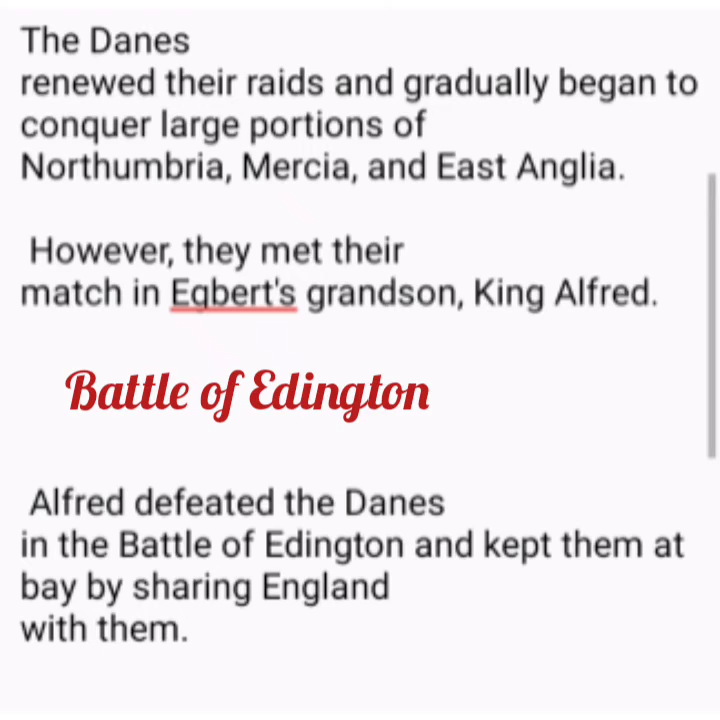 The Danes
renewed their raids and gradually began to
conquer large portions of
Northumbria, Mercia, and East Anglia.
However, they met their
match in Egbert's grandson, King Alfred.
Battle of Edington
Alfred defeated the Danes
in the Battle of Edington and kept them at
bay by sharing England
with them.